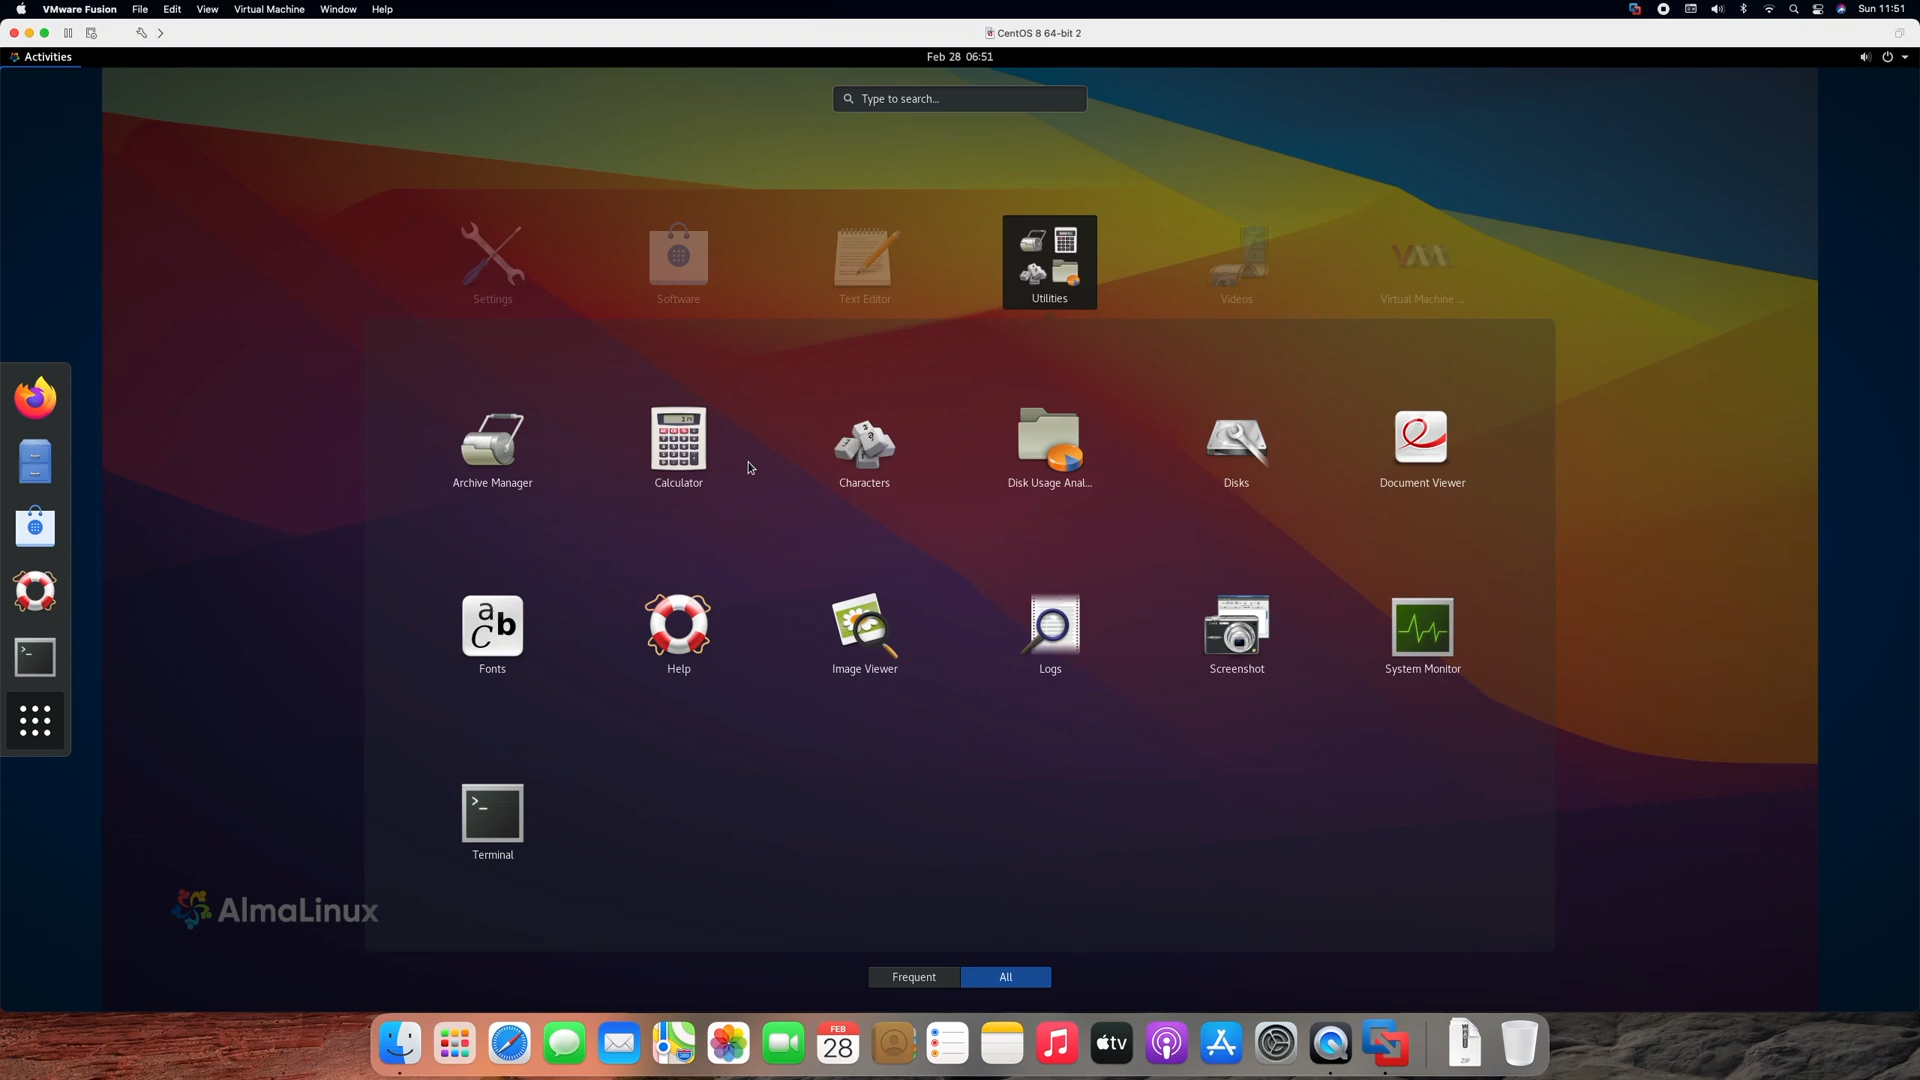 VMware Fusion File Edit View Virtual Machine Window Help Sun 11:51
CentOS 8 64-bit 2
Activities Feb 28 06:51
Type to search...
Settings Software Text Editor Utilities Videos Virtual Machine ...
Archive Manager Calculator Characters Disk Usage Anal... Disks Document Viewer
a
b
C
Fonts Help Image Viewer Logs Screenshot System Monitor
>_
Terminal
AlmaLinux
Frequent All
FEB
28
tv
ZIP